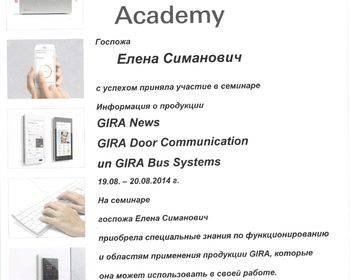 Academy
Госпожа
Елена Симанович
с успехом приняла участие в семинаре
Информация о продукции
GIRA News
GIRA Door Communication
un GIRA Bus Systems
19.08. – 20.08.2014 г.
На семинаре
госпожа Елена Симанович
приобрела специальные знания по функционированию
и областям применения продукции GIRA, которые
она может использовать в своей работе.